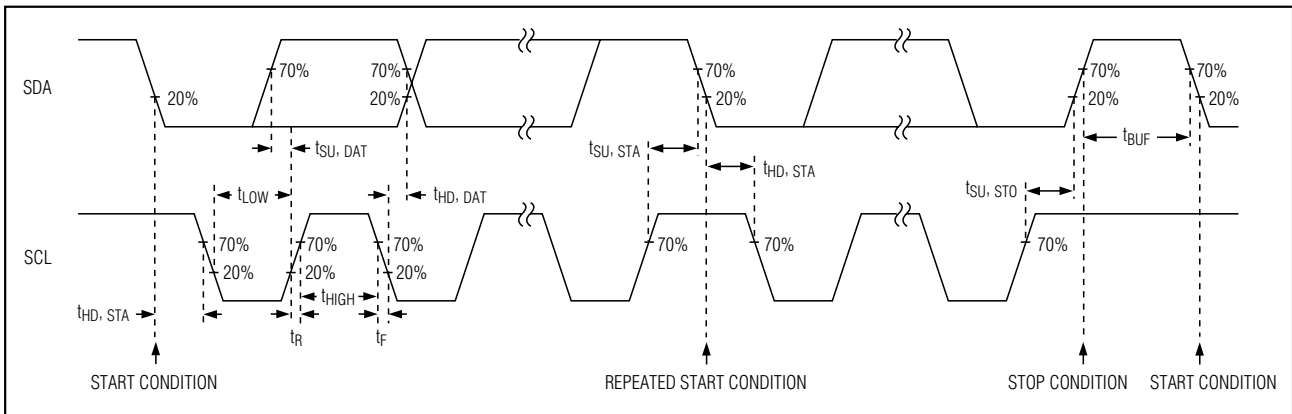 SDA
20%
70%
70%
20%
70%
20%
70%
20%
70%
20%
tSU, DAT
tSU, STA
tBUF
tLOW
tHD, DAT
tHD, STA
tSU, STO
SCL
70%
20%
70%
20%
70%
20%
70%
70%
70%
tHIGH
tHD, STA
tR
tF
START CONDITION
REPEATED START CONDITION
STOP CONDITION
START CONDITION